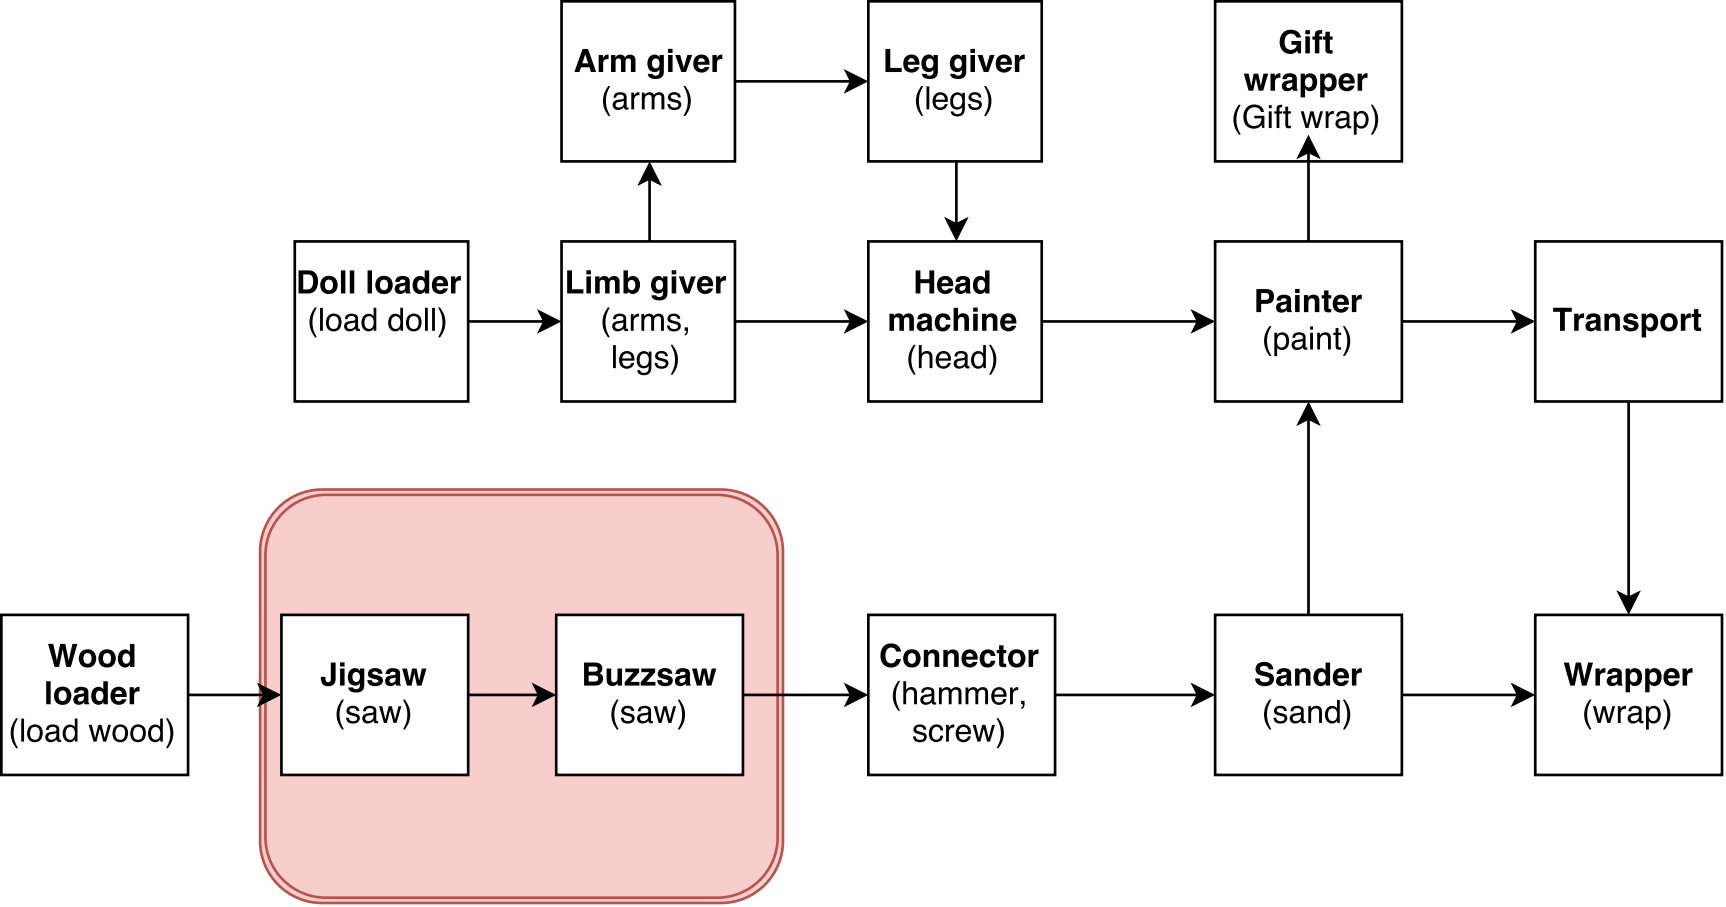 Arm giver
(arms)
Leg giver
(legs)
Gift
wrapper
(Gift wrap)
Doll loader
(load doll)
Limb giver
(arms,
legs)
Head
machine
(head)
Painter
(paint)
Transport
Wood
loader
(load wood)
Jigsaw
(saw)
Buzzsaw
(saw)
Connector
(hammer,
screw)
Sander
(sand)
Wrapper
(wrap)